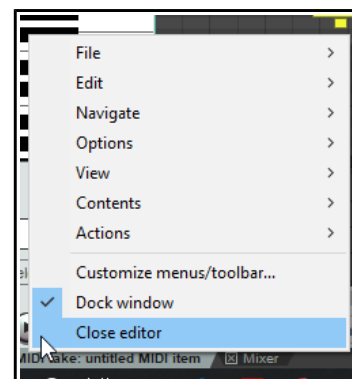 File
Edit
Navigate
Options
View
Contents
Actions
Customize menus/toolbar...
Dock window
Close editor
MIDI take: untitled MIDI item
Mixer